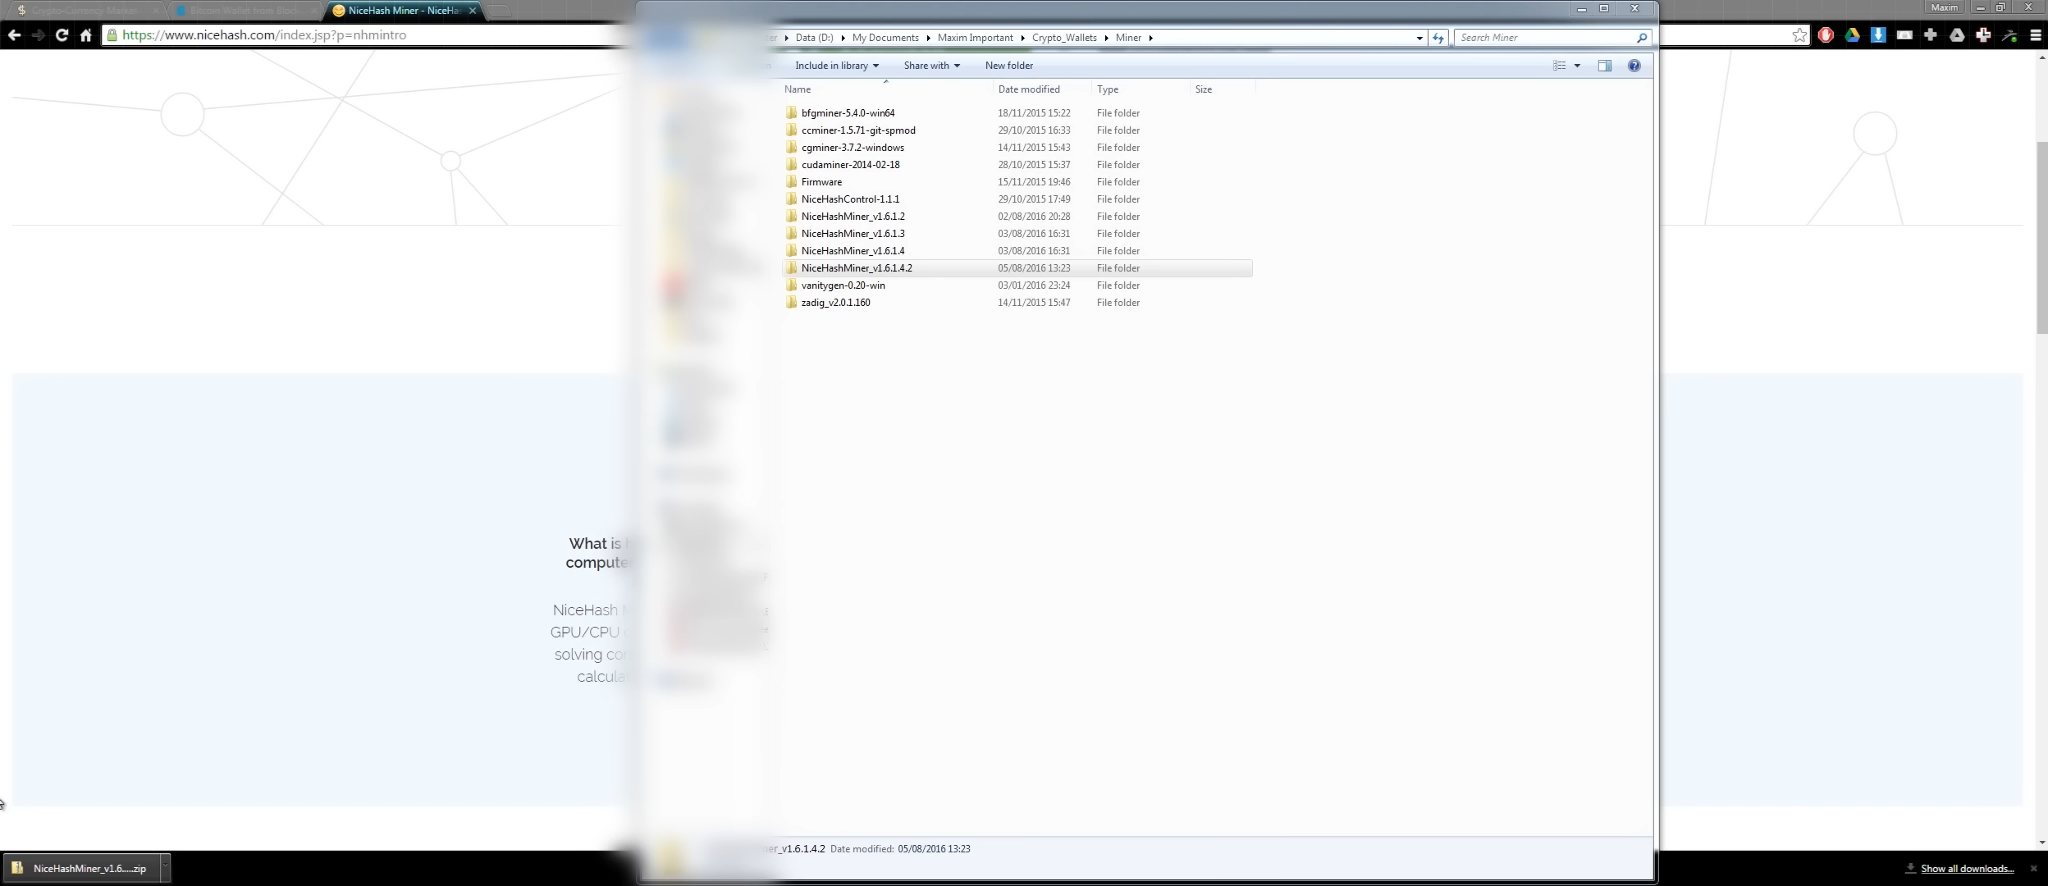 Crypto-Currency Market
Bitcoin Wallet from Block
NiceHash Miner - NiceHa
Maxim
https://www.nicehash.com/index.jsp?p=nhmintro
Data (D:) My Documents Maxim Important Crypto_Wallets Miner
Search Miner
Include in library Share with New folder
Name Date modified Type Size
bfgminer-5.4.0-win64 18/11/2015 15:22 File folder
ccminer-1.5.71-git-spmod 29/10/2015 16:33 File folder
cgminer-3.7.2-windows 14/11/2015 15:43 File folder
cudaminer-2014-02-18 28/10/2015 15:37 File folder
Firmware 15/11/2015 19:46 File folder
NiceHashControl-1.1.1 29/10/2015 17:49 File folder
NiceHashMiner_v1.6.1.2 02/08/2016 20:28 File folder
NiceHashMiner_v1.6.1.3 03/08/2016 16:31 File folder
NiceHashMiner_v1.6.1.4 03/08/2016 16:31 File folder
NiceHashMiner_v1.6.1.4.2 05/08/2016 13:23 File folder
vanitygen-0.20-win 03/01/2016 23:24 File folder
zadig_v2.0.1.160 14/11/2015 15:47 File folder
What is
compute
NiceHash
GPU/CPU
solving co
calcula
er_v1.6.1.4.2 Date modified: 05/08/2016 13:23
NiceHashMiner_v1.6....zip
Show all downloads...